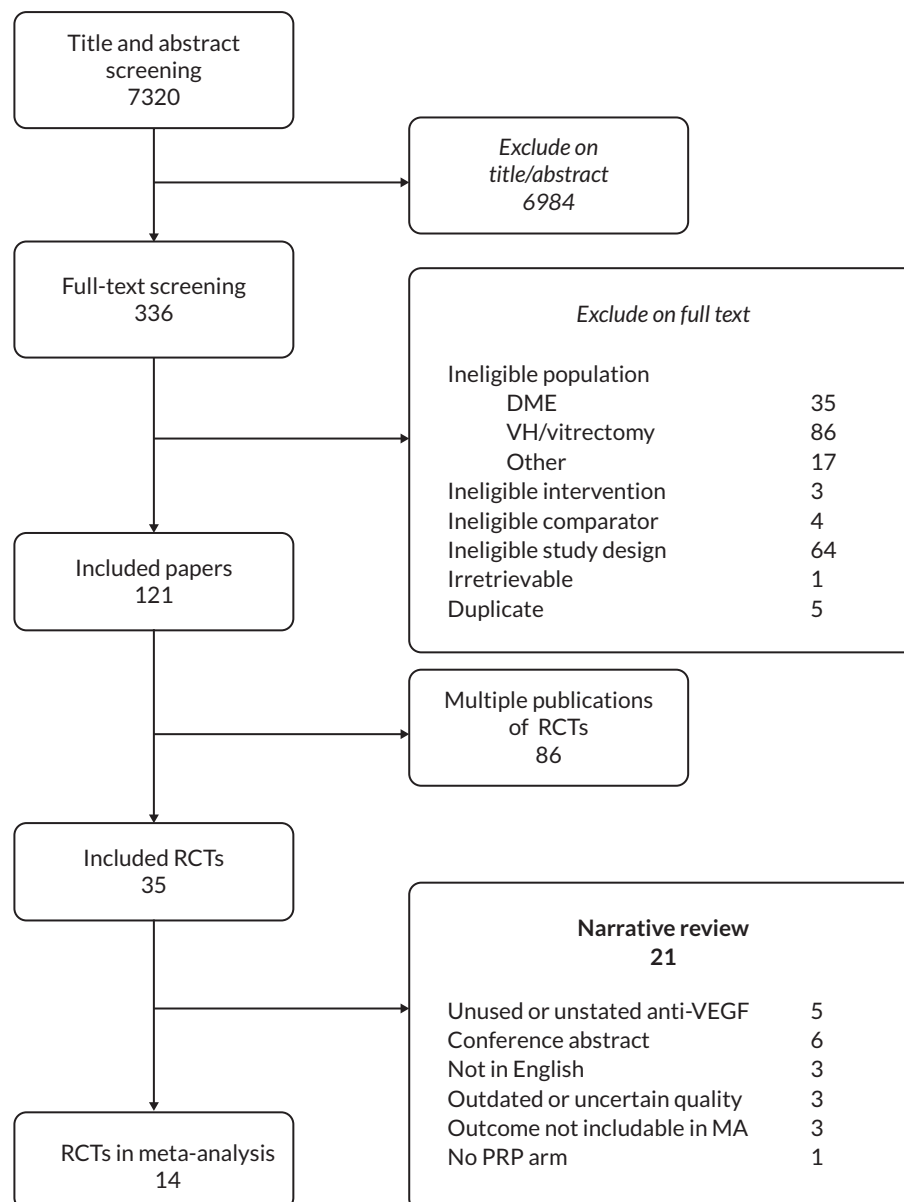 Title and abstract
screening
7320
Exclude on
title/abstract
6984
Full-text screening
336
Exclude on full text
Ineligible population
DME 35
VH/vitrectomy 86
Other 17
Ineligible intervention 3
Ineligible comparator 4
Ineligible study design 64
Irretrievable 1
Duplicate 5
Included papers
121
Multiple publications
of RCTs
86
Included RCTs
35
Narrative review
21
Unused or unstated anti-VEGF 5
Conference abstract 6
Not in English 3
Outdated or uncertain quality 3
Outcome not includable in MA 3
No PRP arm 1
RCTs in meta-analysis
14